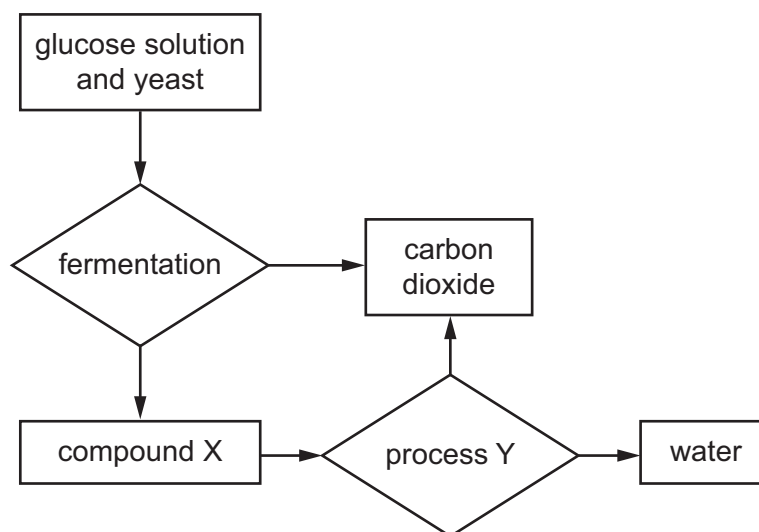 glucose solution
and yeast
fermentation
carbon
dioxide
compound X
process Y
water